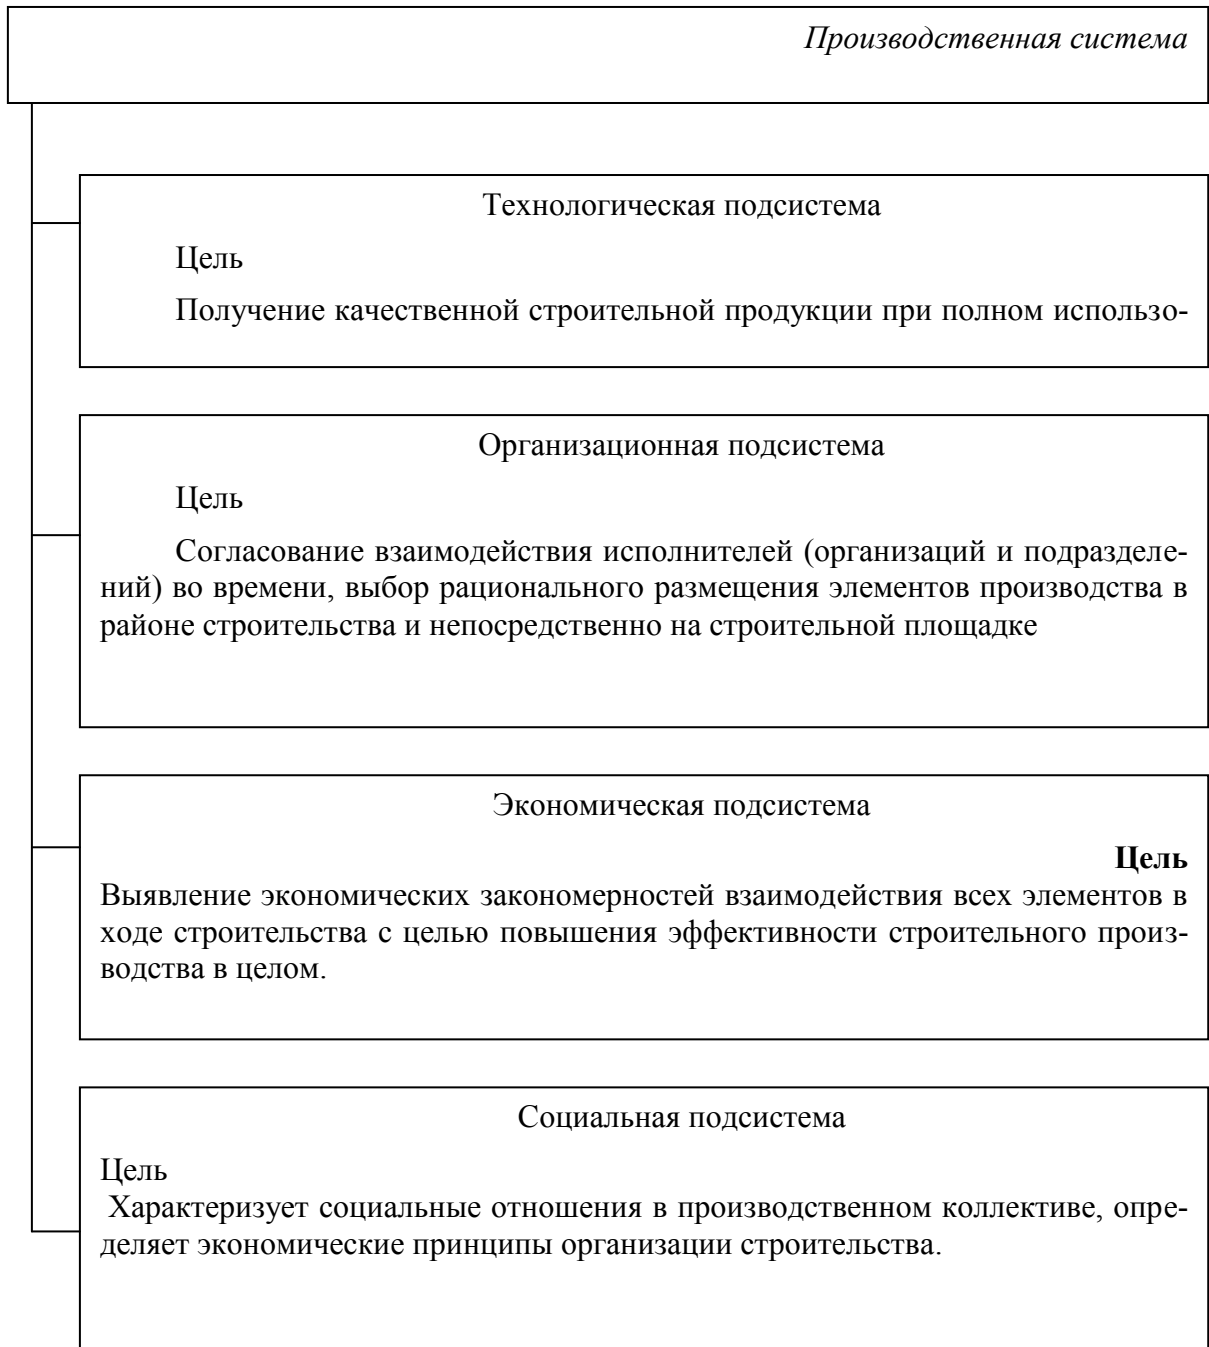 Производственная система
Технологическая подсистема
Цель
Получение качественной строительной продукции при полном использо-
Организационная подсистема
Цель
Согласование взаимодействия исполнителей (организаций и подразделе-
ний) во времени, выбор рационального размещения элементов производства в
районе строительства и непосредственно на строительной площадке
Экономическая подсистема
Цель
Выявление экономических закономерностей взаимодействия всех элементов в
ходе строительства с целью повышения эффективности строительного произ-
водства в целом.
Социальная подсистема
Цель
Характеризует социальные отношения в производственном коллективе, опре-
деляет экономические принципы организации строительства.